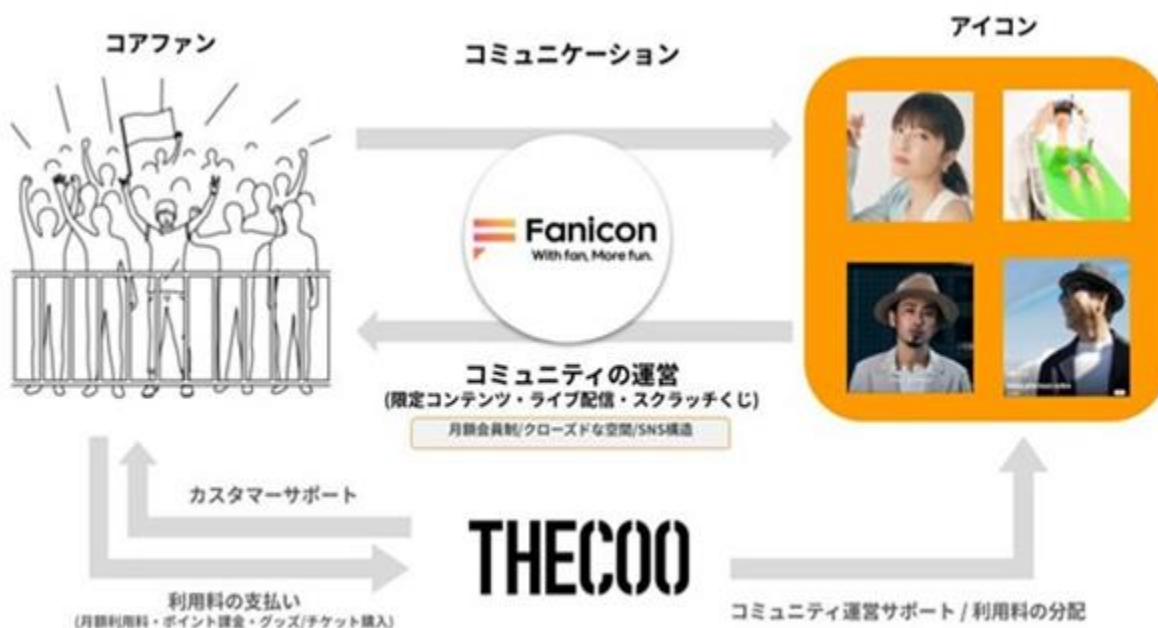 コアファン
コミュニケーション
アイコン
Fanicon
With fan, More fun.
コミュニティの運営
(限定コンテンツ・ライブ配信・スクラッチくじ)
月額会員制/クローズドな空間/SNS構造
カスタマーサポート
THECOO
利用料の支払い
(月額利用料・ポイント課金・グッズ/チケット購入)
コミュニティ運営サポート / 利用料の分配